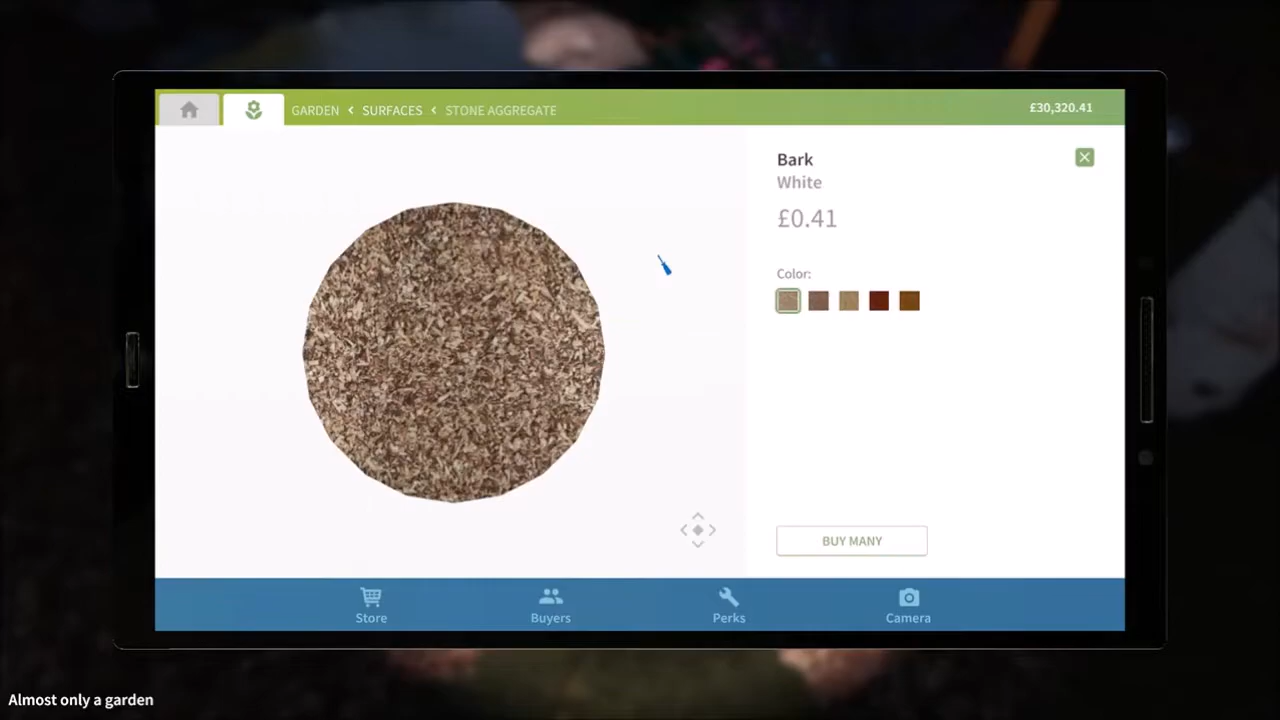 GARDEN < SURFACES < STONE AGGREGATE
£30,320.41
Bark
White
£0.41
Color:
BUY MANY
Store
Buyers
Perks
Camera
Almost only a garden